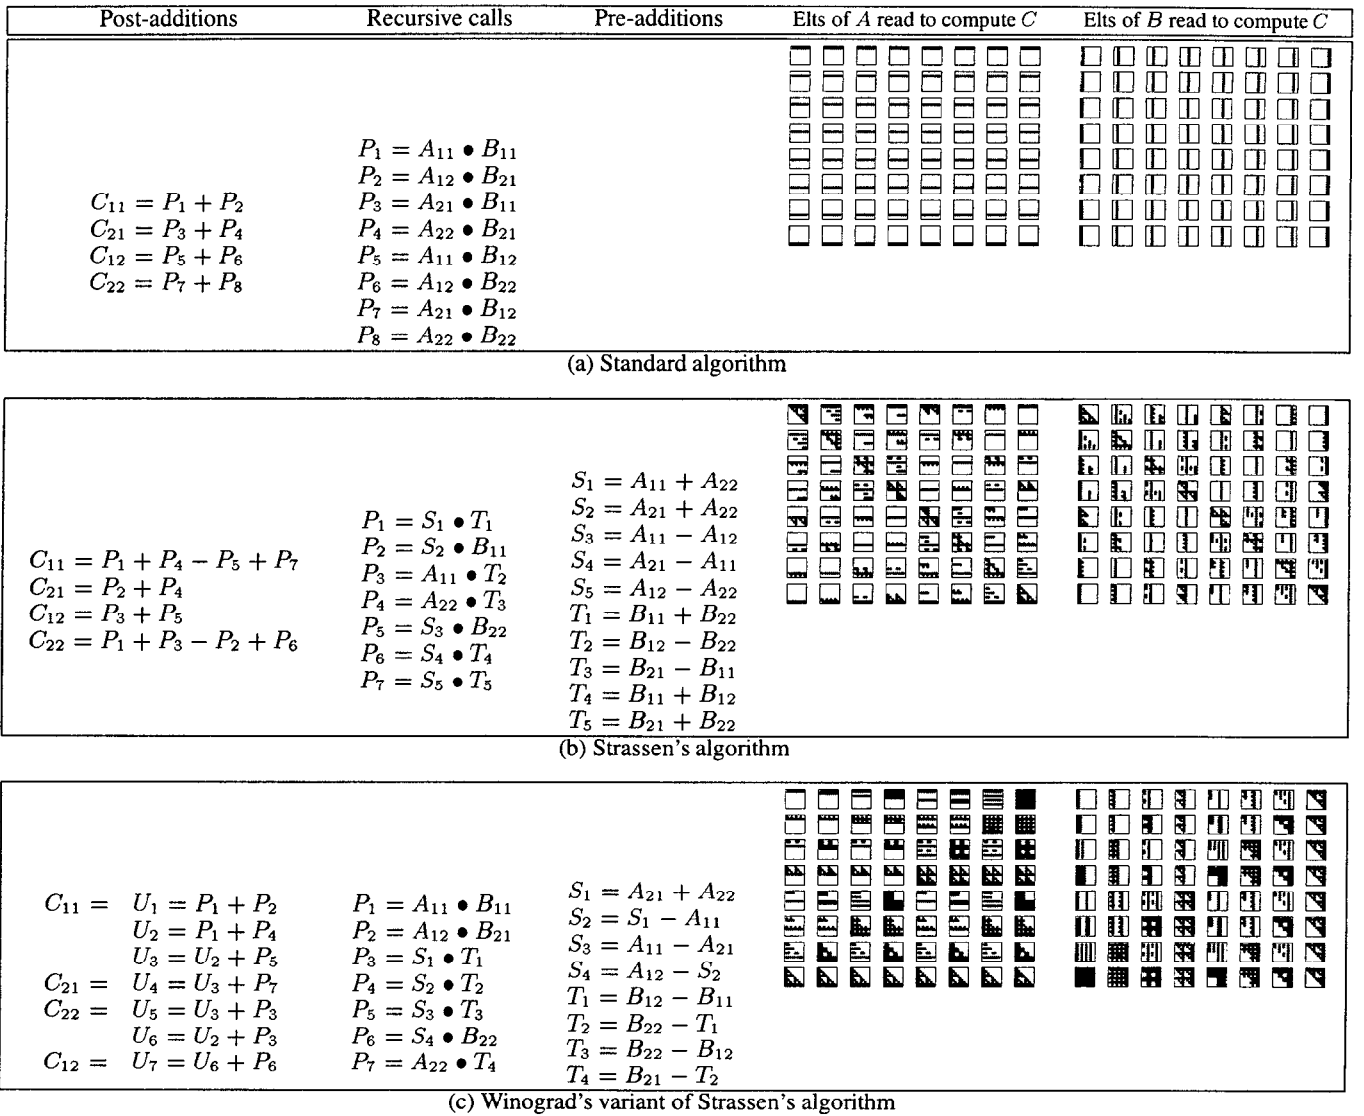 Post-additions Recursive calls Pre-additions Elts of A read to compute C Elts of B read to compute C
P₁ = A₁₁ • B₁₁
P₂ = A₁₂ • B₂₁
C₁₁ = P₁ + P₂ P₃ = A₂₁ • B₁₁
C₂₁ = P₃ + P₄ P₄ = A₂₂ • B₂₁
C₁₂ = P₅ + P₆ P₅ = A₁₁ • B₁₂
C₂₂ = P₇ + P₈ P₆ = A₁₂ • B₂₂
P₇ = A₂₁ • B₁₂
P₈ = A₂₂ • B₂₂
(a) Standard algorithm
C₁₁ = P₁ + P₄ − P₅ + P₇
C₂₁ = P₂ + P₄
C₁₂ = P₃ + P₅
C₂₂ = P₁ + P₃ − P₂ + P₆
P₁ = S₁ • T₁
P₂ = S₂ • B₁₁
P₃ = A₁₁ • T₂
P₄ = A₂₂ • T₃
P₅ = S₃ • B₂₂
P₆ = S₄ • T₄
P₇ = S₅ • T₅
S₁ = A₁₁ + A₂₂
S₂ = A₂₁ + A₂₂
S₃ = A₁₁ − A₁₂
S₄ = A₂₁ − A₁₁
S₅ = A₁₂ − A₂₂
T₁ = B₁₁ + B₂₂
T₂ = B₁₂ − B₂₂
T₃ = B₂₁ − B₁₁
T₄ = B₁₁ + B₁₂
T₅ = B₂₁ + B₂₂
(b) Strassen's algorithm
C₁₁ = U₁ = P₁ + P₂
U₂ = P₁ + P₄
U₃ = U₂ + P₅
C₂₁ = U₄ = U₃ + P₇
C₂₂ = U₅ = U₃ + P₃
U₆ = U₂ + P₃
C₁₂ = U₇ = U₆ + P₆
P₁ = A₁₁ • B₁₁
P₂ = A₁₂ • B₂₁
P₃ = S₁ • T₁
P₄ = S₂ • T₂
P₅ = S₃ • T₃
P₆ = S₄ • B₂₂
P₇ = A₂₂ • T₄
S₁ = A₂₁ + A₂₂
S₂ = S₁ − A₁₁
S₃ = A₁₁ − A₂₁
S₄ = A₁₂ − S₂
T₁ = B₁₂ − B₁₁
T₂ = B₂₂ − T₁
T₃ = B₂₂ − B₁₂
T₄ = B₂₁ − T₂
(c) Winograd's variant of Strassen's algorithm